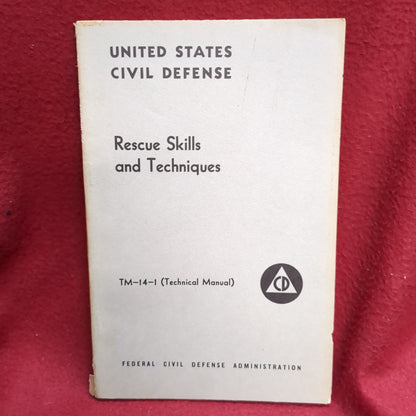 UNITED STATES
CIVIL DEFENSE
Rescue Skills
and Techniques
TM-14-1 (Technical Manual)
CD
FEDERAL CIVIL DEFENSE ADMINISTRATION